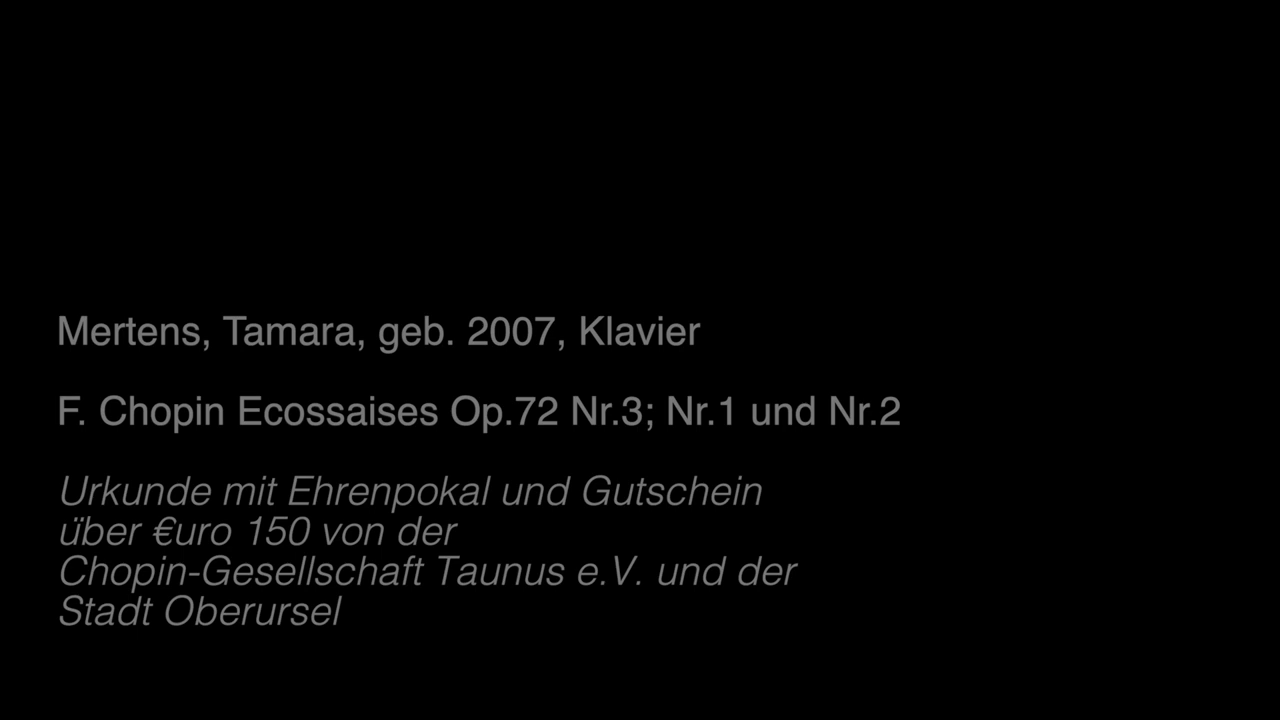 Mertens, Tamara, geb. 2007, Klavier
F. Chopin Ecossaises Op.72 Nr.3; Nr.1 und Nr.2
Urkunde mit Ehrenpokal und Gutschein
über €uro 150 von der
Chopin-Gesellschaft Taunus e.V. und der
Stadt Oberursel